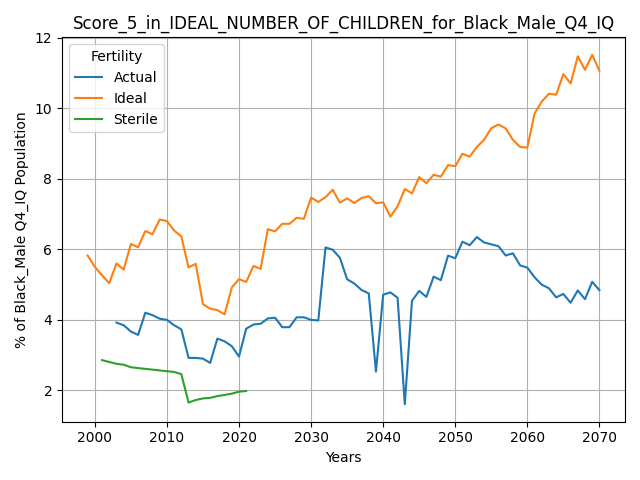 Score_5_in_IDEAL_NUMBER_OF_CHILDREN_for_Black_Male_Q4_IQ
Fertility
Actual
Ideal
Sterile
% of Black_Male Q4_IQ Population
12
10
8
6
4
2
2000 2010 2020 2030 2040 2050 2060 2070
Years